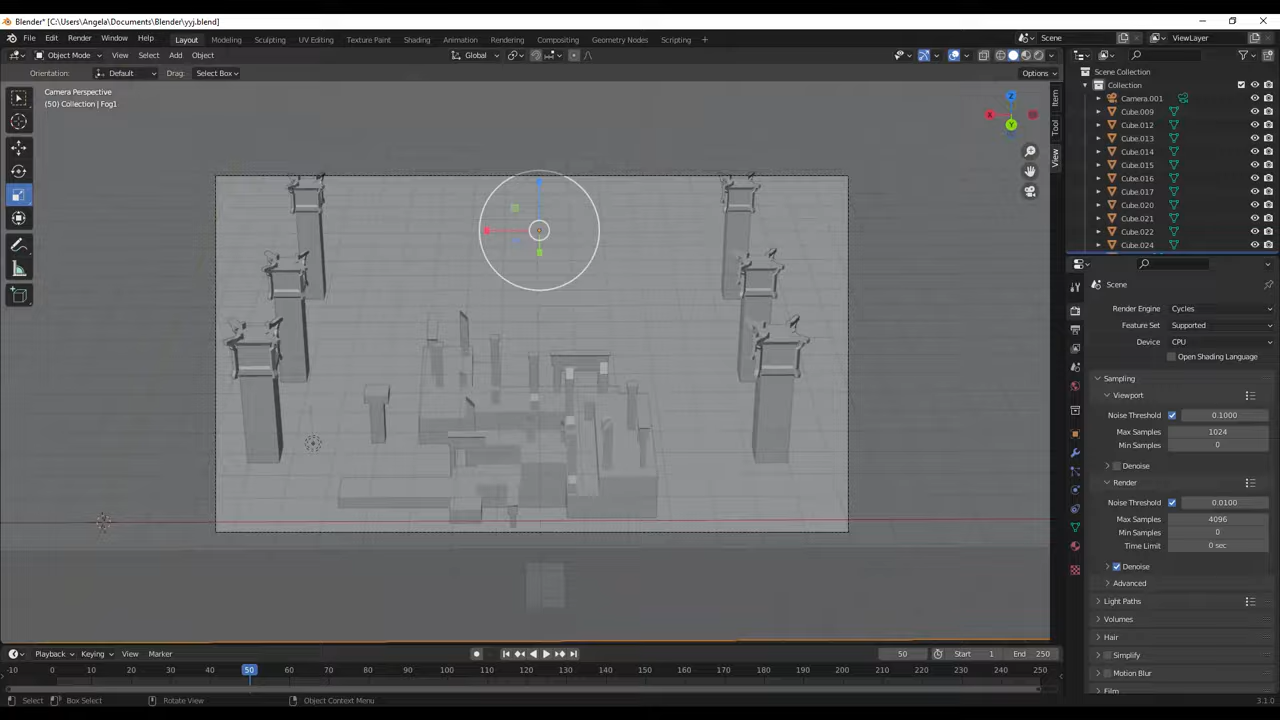 Blender* [C:\Users\Angela\Documents\Blender\yyj.blend]
File Edit Render Window Help Layout Modeling Sculpting UV Editing Texture Paint Shading Animation Rendering Compositing Geometry Nodes Scripting Scene ViewLayer
Object Mode View Select Add Object Global
Orientation: Default Drag: Select Box Options
Camera Perspective
(50) Collection | Fog1
X Y Z
Item
Tool
View
Scene Collection
Collection
Camera.001
Cube.009
Cube.012
Cube.013
Cube.014
Cube.015
Cube.016
Cube.017
Cube.020
Cube.021
Cube.022
Cube.024
Scene
Render Engine Cycles
Feature Set Supported
Device CPU
Open Shading Language
Sampling
Viewport
Noise Threshold 0.1000
Max Samples 1024
Min Samples 0
Denoise
Render
Noise Threshold 0.0100
Max Samples 4096
Min Samples 0
Time Limit 0 sec
Denoise
Advanced
Light Paths
Volumes
Hair
Simplify
Motion Blur
Film
Playback Keying View Marker 50 Start 1 End 250
-10 0 10 20 30 40 50 60 70 80 90 100 110 120 130 140 150 160 170 180 190 200 210 220 230 240 250
Select Box Select Rotate View Object Context Menu 3.1.0